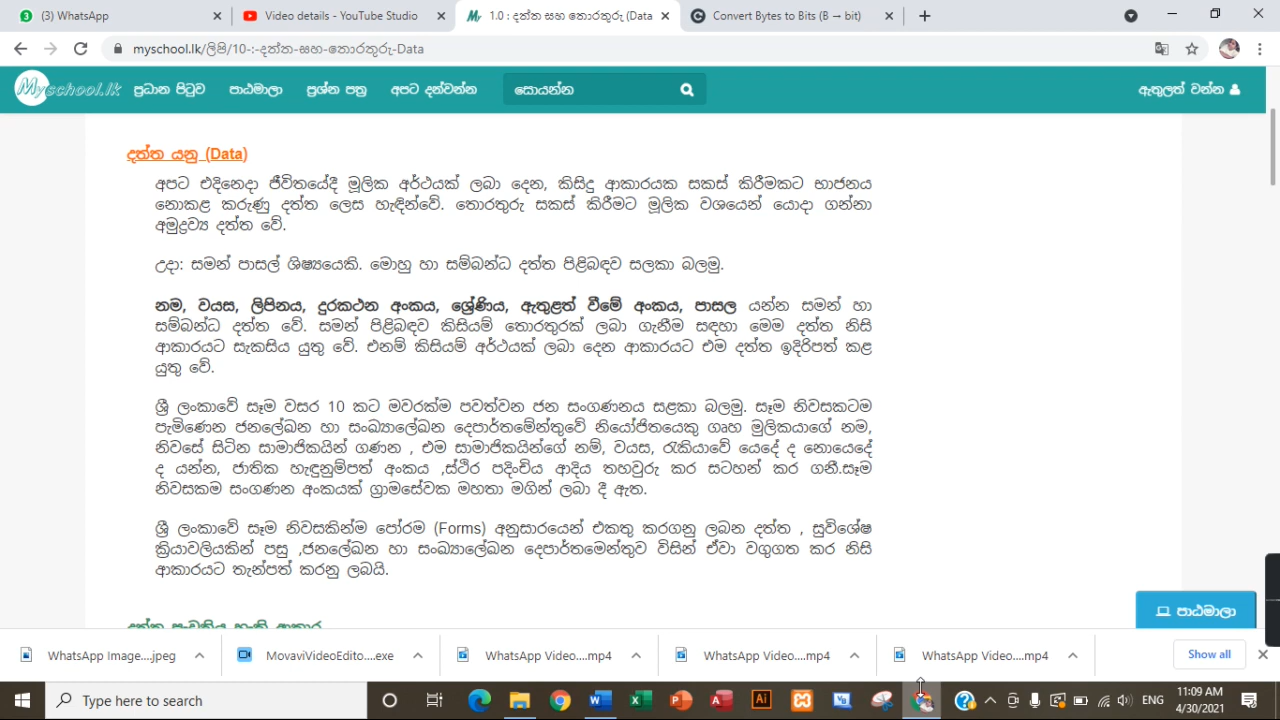 (3) WhatsApp
Video details - YouTube Studio
1.0 : දත්ත සහ තොරතුරු (Data
Convert Bytes to Bits (B → bit)
myschool.lk/ලිපි/10-:-දත්ත-සහ-තොරතුරු-Data
Myschool.lk ප්‍රධාන පිටුව පාඨමාලා ප්‍රශ්න පත්‍ර අපට දන්වන්න සොයන්න ඇතුලත් වන්න
දත්ත යනු (Data)
අපට එදිනෙදා ජීවිතයේදී මූලික අර්ථයක් ලබා දෙන, කිසිදු ආකාරයක සකස් කිරීමකට භාජනය
නොකළ කරුණු දත්ත ලෙස හැඳින්වේ. තොරතුරු සකස් කිරීමට මූලික වශයෙන් යොදා ගන්නා
අමුද්‍රව්‍ය දත්ත වේ.
උදා: සමන් පාසල් ශිෂ්‍යයෙකි. මොහු හා සම්බන්ධ දත්ත පිළිබඳව සලකා බලමු.
නම, වයස, ලිපිනය, දුරකථන අංකය, ශ්‍රේණිය, ඇතුළත් වීමේ අංකය, පාසල යන්න සමන් හා
සම්බන්ධ දත්ත වේ. සමන් පිළිබඳව කිසියම් තොරතුරක් ලබා ගැනීම සඳහා මෙම දත්ත නිසි
ආකාරයට සැකසිය යුතු වේ. එනම් කිසියම් අර්ථයක් ලබා දෙන ආකාරයට එම දත්ත ඉදිරිපත් කළ
යුතු වේ.
ශ්‍රී ලංකාවේ සෑම වසර 10 කට මවරක්ම පවත්වන ජන සංගණනය සළකා බලමු. සෑම නිවසකටම
පැමිණෙන ජනලේඛන හා සංඛ්‍යාලේඛන දෙපාර්තමේන්තුවේ නියෝජිතයෙකු ගෘහ මුලිකයාගේ නම,
නිවසේ සිටින සාමාජිකයින් ගණන , එම සාමාජිකයින්ගේ නම්, වයස, රැකියාවේ යෙදේ ද නොයෙදේ
ද යන්න, ජාතික හැඳුනුම්පත් අංකය ,ස්ථිර පදිංචිය ආදිය තහවුරු කර සටහන් කර ගනී.සෑම
නිවසකම සංගණන අංකයක් ග්‍රාමසේවක මහතා මගින් ලබා දී ඇත.
ශ්‍රී ලංකාවේ සෑම නිවසකින්ම පෝරම (Forms) අනුසාරයෙන් එකතු කරගනු ලබන දත්ත , සුවිශේෂ
ක්‍රියාවලියකින් පසු ,ජනලේඛන හා සංඛ්‍යාලේඛන දෙපාර්තමෙන්තුව විසින් ඒවා වගුගත කර නිසි
ආකාරයට තැන්පත් කරනු ලබයි.
පාඨමාලා
දත්ත පැවතිය හැකි ආකාර
WhatsApp Image....jpeg
MovaviVideoEdito....exe
WhatsApp Video....mp4
WhatsApp Video....mp4
WhatsApp Video....mp4
Show all
Type here to search
ENG
11:09 AM
4/30/2021